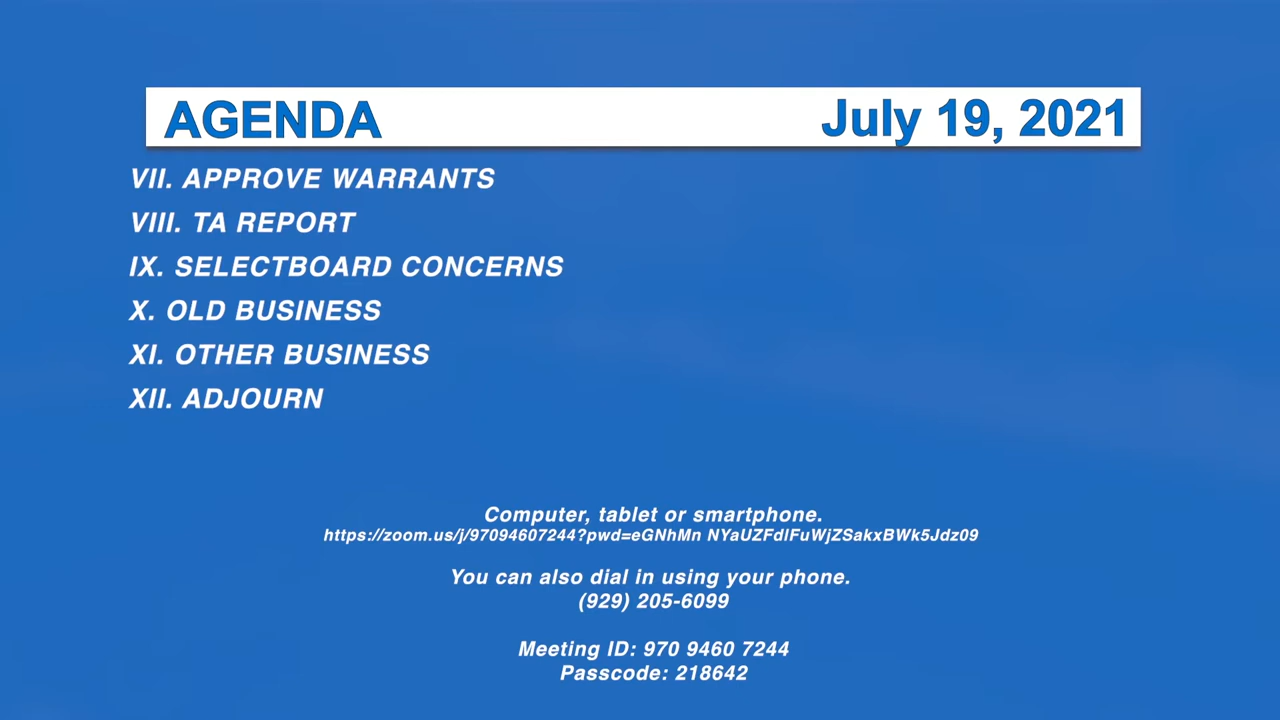 AGENDA July 19, 2021
VII. APPROVE WARRANTS
VIII. TA REPORT
IX. SELECTBOARD CONCERNS
X. OLD BUSINESS
XI. OTHER BUSINESS
XII. ADJOURN
Computer, tablet or smartphone.
https://zoom.us/j/97094607244?pwd=eGNhMn NYaUZFdlFuWjZSakxBWk5Jdz09
You can also dial in using your phone.
(929) 205-6099
Meeting ID: 970 9460 7244
Passcode: 218642